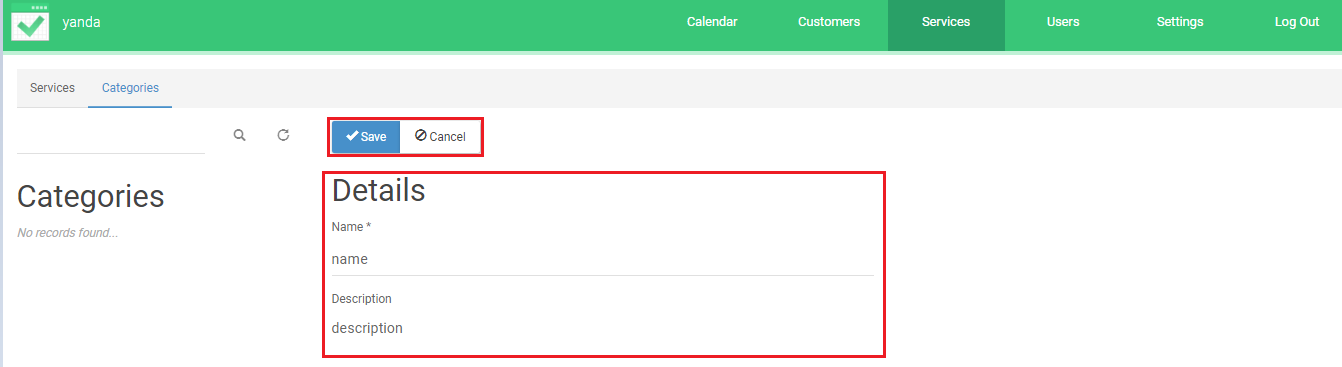 yanda Calendar Customers Services Users Settings Log Out
Services Categories
Save Cancel
Categories
No records found...
Details
Name *
name
Description
description